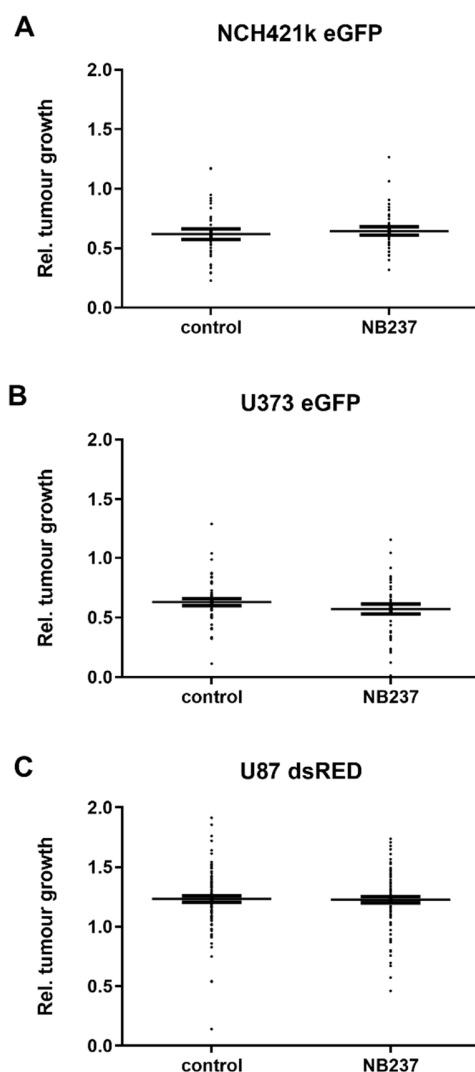 A
NCH421k eGFP
Rel. tumour growth
2.0
1.5
1.0
0.5
0.0
control NB237
B
U373 eGFP
Rel. tumour growth
2.0
1.5
1.0
0.5
0.0
control NB237
C
U87 dsRED
Rel. tumour growth
2.0
1.5
1.0
0.5
0.0
control NB237